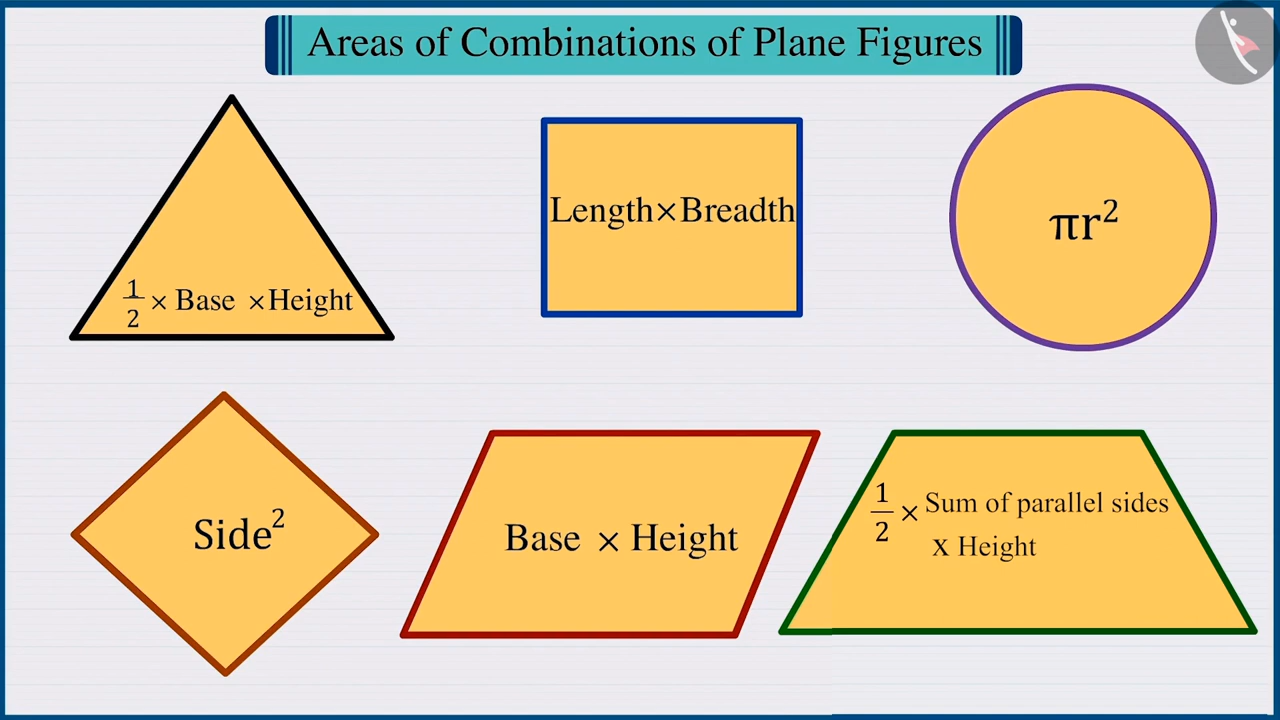 Areas of Combinations of Plane Figures
1/2 × Base ×Height
Length×Breadth
πr²
Side²
Base × Height
1/2 × Sum of parallel sides
x Height